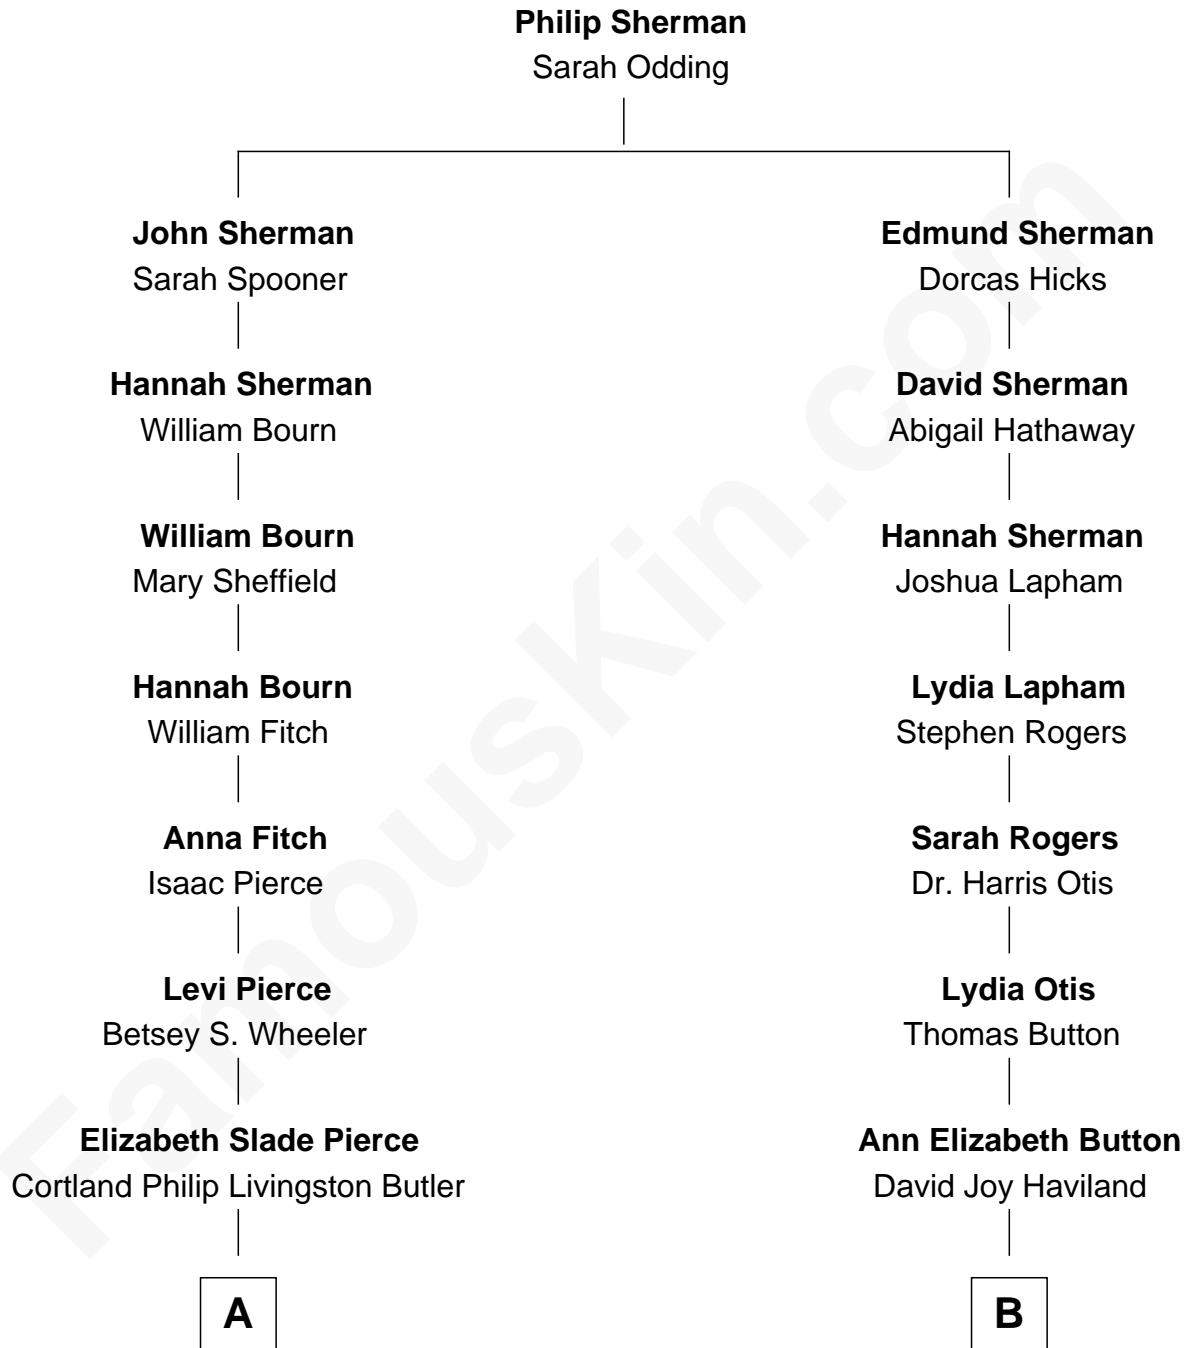 Philip Sherman
Sarah Odding
John Sherman
Sarah Spooner
Hannah Sherman
William Bourn
William Bourn
Mary Sheffield
Hannah Bourn
William Fitch
Anna Fitch
Isaac Pierce
Levi Pierce
Betsey S. Wheeler
Elizabeth Slade Pierce
Cortland Philip Livingston Butler
A
Edmund Sherman
Dorcas Hicks
David Sherman
Abigail Hathaway
Hannah Sherman
Joshua Lapham
Lydia Lapham
Stephen Rogers
Sarah Rogers
Dr. Harris Otis
Lydia Otis
Thomas Button
Ann Elizabeth Button
David Joy Haviland
B
FamousKin.com